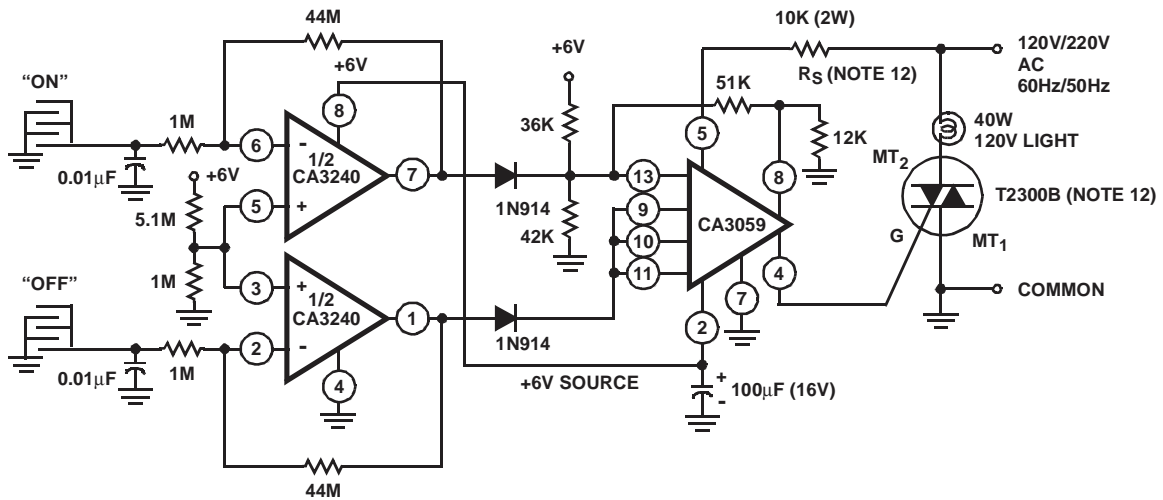 44M
10K (2W)
+6V
+6V
120V/220V
AC
60Hz/50Hz
RS (NOTE 12)
“ON”
51K
36K
40W
120V LIGHT
1M
8
5
12K
6
-
1/2
CA3240
7
MT2
0.01μF
+6V
13
8
T2300B (NOTE 12)
5
+
1N914
9
CA3059
5.1M
42K
10
G
MT1
11
4
“OFF”
1M
3
+
1/2
CA3240
1
7
COMMON
2
2
-
1N914
0.01μF
1M
4
+6V SOURCE
+
-
100μF (16V)
44M